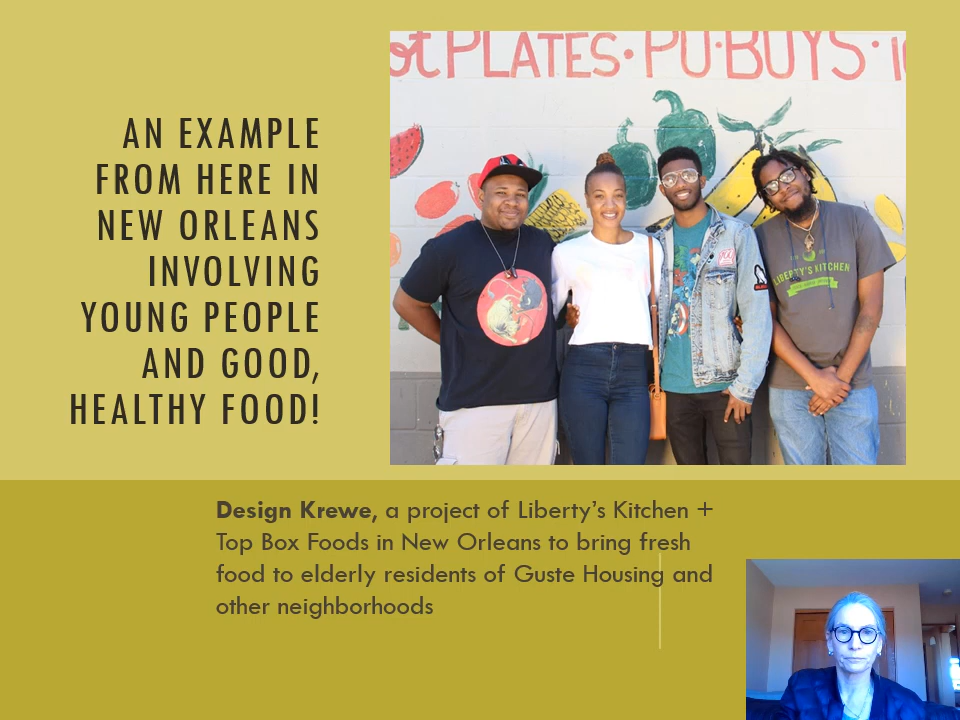 AN EXAMPLE
FROM HERE IN
NEW ORLEANS
INVOLVING
YOUNG PEOPLE
AND GOOD,
HEALTHY FOOD!
PLATES · PO·BOYS ·
LIBERTY'S KITCHEN
Design Krewe, a project of Liberty's Kitchen +
Top Box Foods in New Orleans to bring fresh
food to elderly residents of Guste Housing and
other neighborhoods